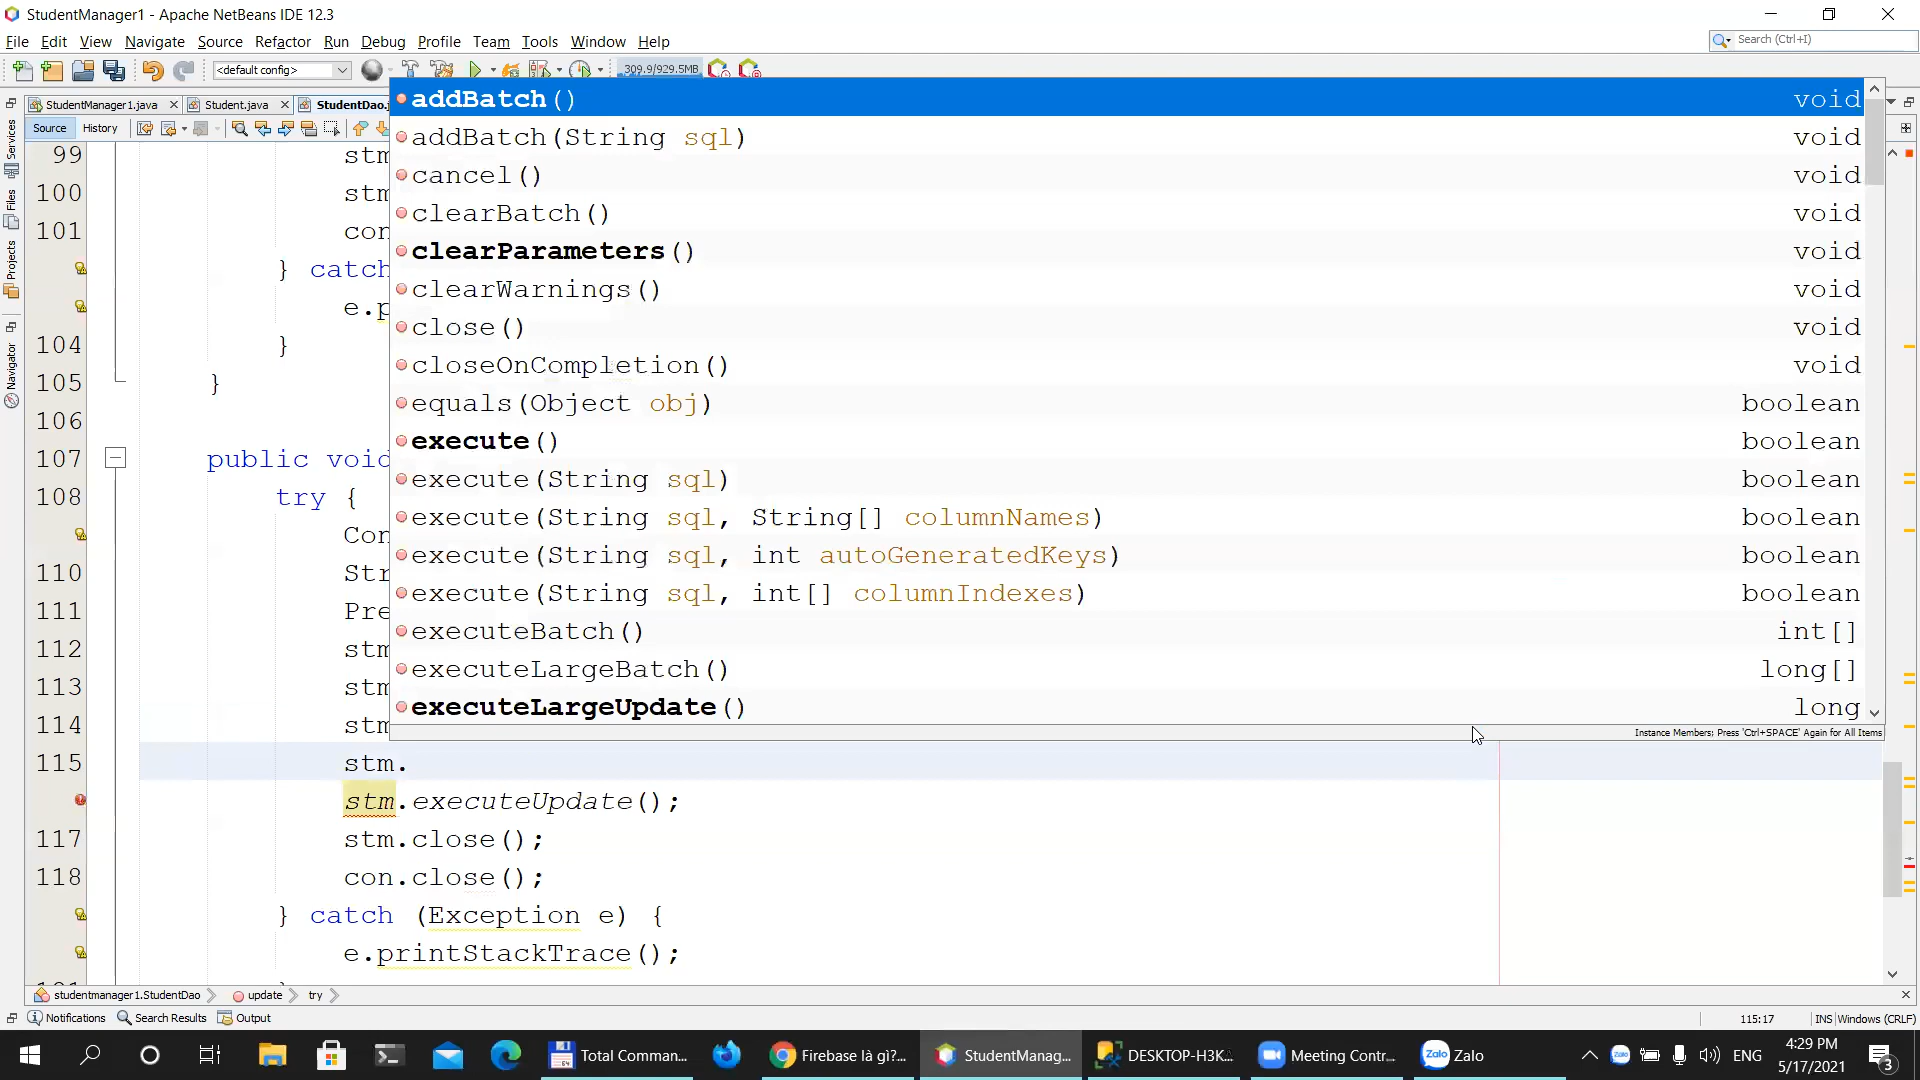 StudentManager1 - Apache NetBeans IDE 12.3
File Edit View Navigate Source Refactor Run Debug Profile Team Tools Window Help
Search (Ctrl+I)
<default config>
309.9/929.5MB
StudentManager1.java
Student.java
StudentDao.j
Source History
Services
Files
Projects
Navigator
addBatch() void
addBatch(String sql) void
cancel() void
clearBatch() void
clearParameters() void
clearWarnings() void
close() void
closeOnCompletion() void
equals(Object obj) boolean
execute() boolean
execute(String sql) boolean
execute(String sql, String[] columnNames) boolean
execute(String sql, int autoGeneratedKeys) boolean
execute(String sql, int[] columnIndexes) boolean
executeBatch() int[]
executeLargeBatch() long[]
executeLargeUpdate() long
Instance Members; Press 'Ctrl+SPACE' Again for All Items
99 stm
100 stm
101 con
} catch
e.p
104 }
105 }
106
107 public void
108 try {
Con
110 Str
111 Pre
112 stm
113 stm
114 stm
115 stm.
stm.executeUpdate();
117 stm.close();
118 con.close();
} catch (Exception e) {
e.printStackTrace();
studentmanager1.StudentDao update try
Notifications Search Results Output
115:17 INS Windows (CRLF)
Total Comman...
Firebase là gì?...
StudentManag...
DESKTOP-H3K...
Meeting Contr...
Zalo
Zalo
ENG
4:29 PM
5/17/2021
3